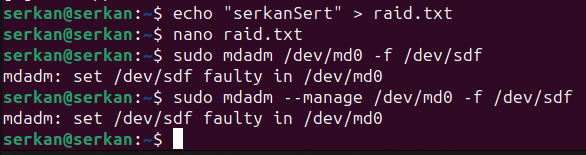 serkan@serkan:~$ echo "serkanSert" > raid.txt
serkan@serkan:~$ nano raid.txt
serkan@serkan:~$ sudo mdadm /dev/md0 -f /dev/sdf
mdadm: set /dev/sdf faulty in /dev/md0
serkan@serkan:~$ sudo mdadm --manage /dev/md0 -f /dev/sdf
mdadm: set /dev/sdf faulty in /dev/md0
serkan@serkan:~$